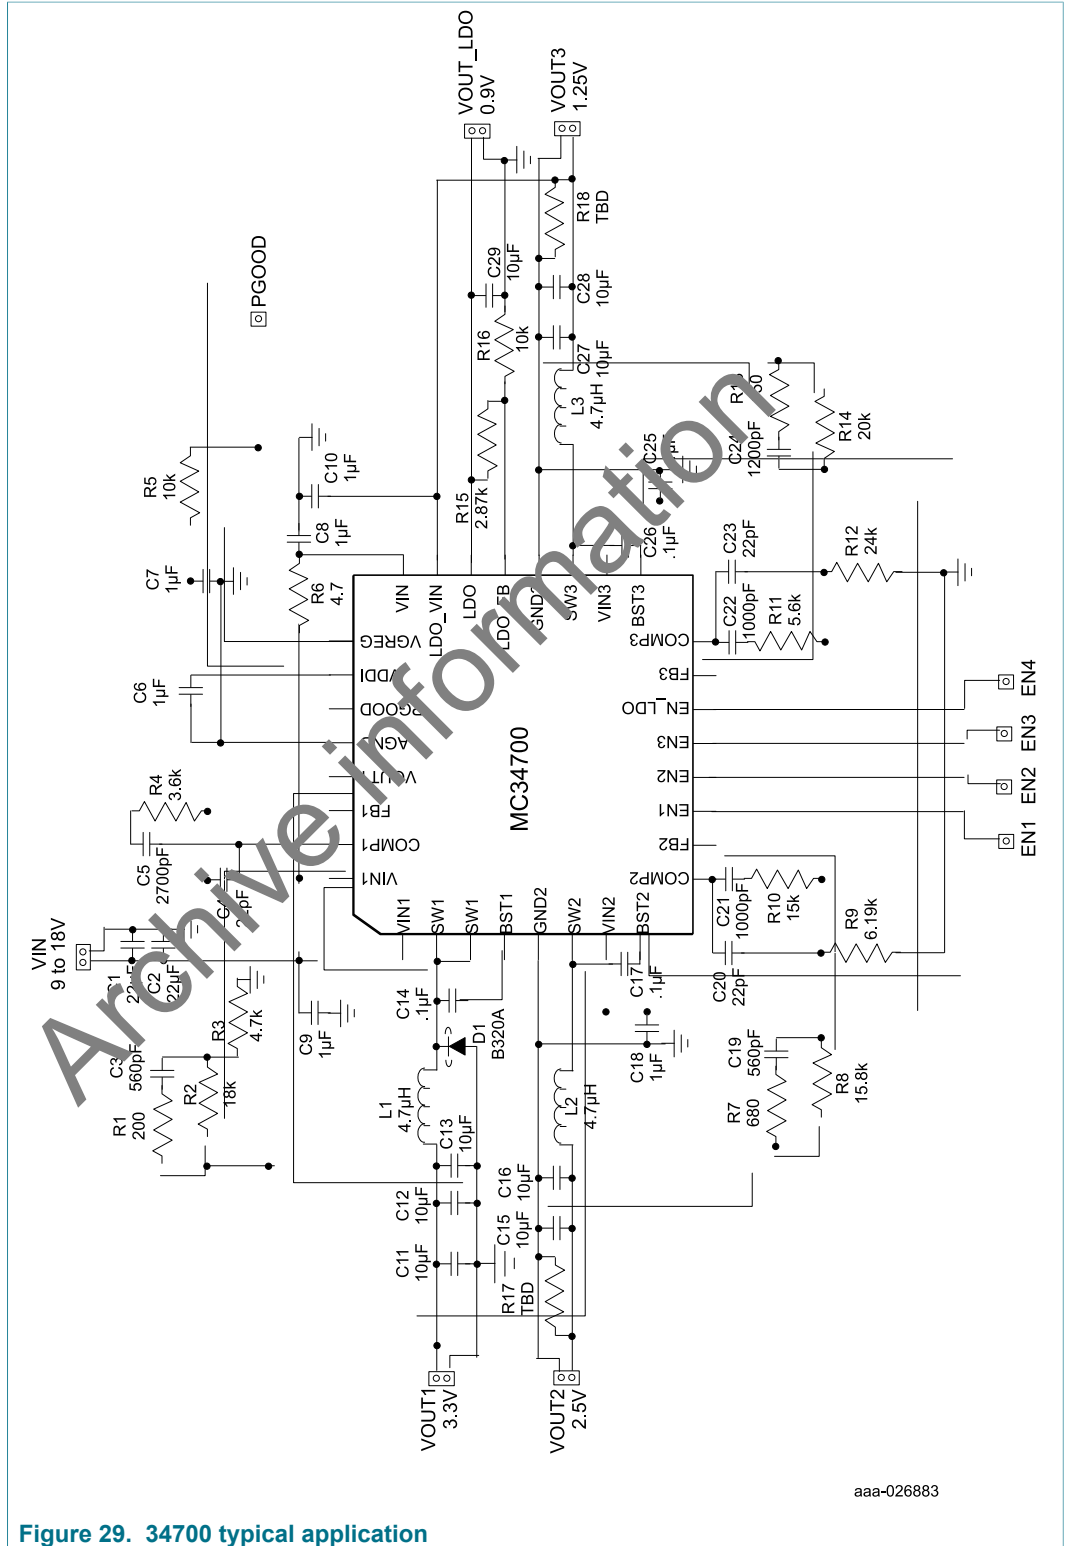 VOUT_LDO
0.9V
VOUT3
1.25V
PGOOD
R18
TBD
C29
10µF
C28
10µF
R16
10k
C27
10µF
L3
4.7µH
R14
20k
C24
1200pF
C25
R5
10k
C10
1µF
C8
1µF
R15
2.87k
C7
1µF
R6
4.7
C26
.1µF
C23
22pF
R12
24k
C22
1000pF
R11
5.6k
C6
1µF
R4
3.6k
C5
2700pF
VIN
LDO_VIN
LDO
SW3
VIN3
BST3
VGREG
VDDI
AGND
FB1
COMP1
VIN1
COMP3
FB3
EN_LDO
EN3
EN2
EN1
FB2
COMP2
MC34700
VIN1
SW1
SW1
BST1
GND2
SW2
VIN2
BST2
EN4
EN3
EN2
EN1
VIN
9 to 18V
C1
C2
22µF
C3
560pF
R3
4.7k
R1
200
R2
18k
C9
1µF
C14
.1µF
D1
B320A
C17
.1µF
C18
1µF
C21
1000pF
R10
15k
C20
22pF
R9
6.19k
C19
560pF
R7
680
R8
15.8k
L1
4.7µH
L2
4.7µH
C13
10µF
C12
10µF
C11
10µF
C16
10µF
C15
10µF
R17
TBD
VOUT1
3.3V
VOUT2
2.5V
Archive information
aaa-026883
Figure 29. 34700 typical application